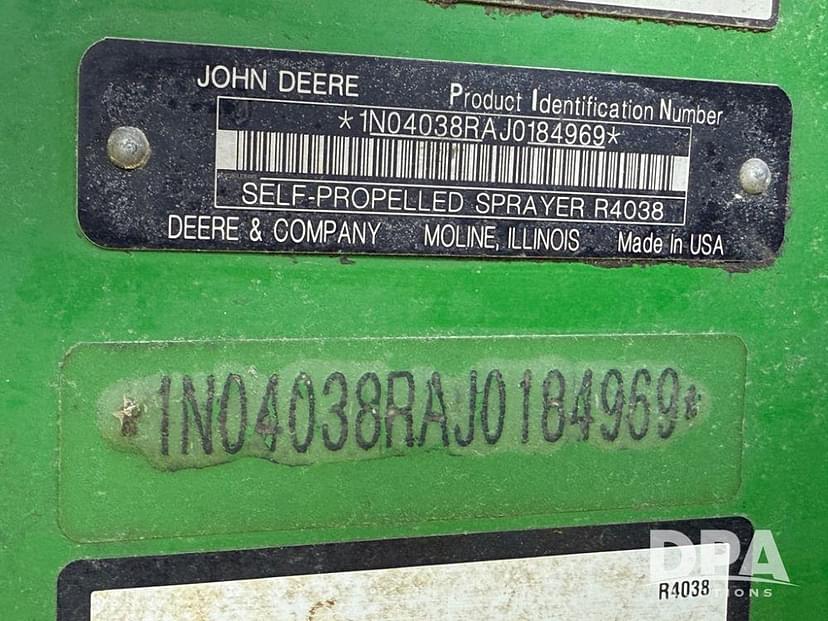 JOHN DEERE
Product Identification Number
*1N04038RAJ0184969*
SELF-PROPELLED SPRAYER R4038
DEERE & COMPANY MOLINE, ILLINOIS Made In USA
*1N04038RAJ0184969*
DPA
R4038